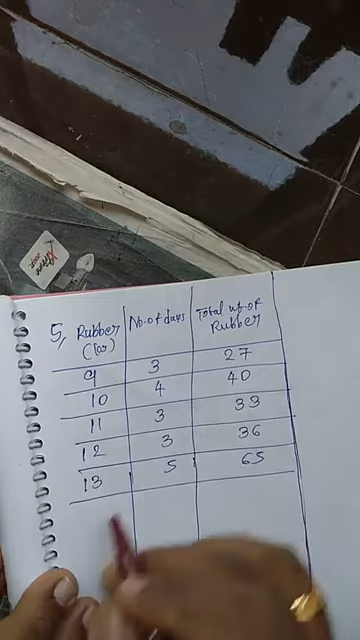 5, Rubber No. of days Total wt. of
(kg) Rubber
9 3 27
10 4 40
11 3 33
12 3 36
13 5 65